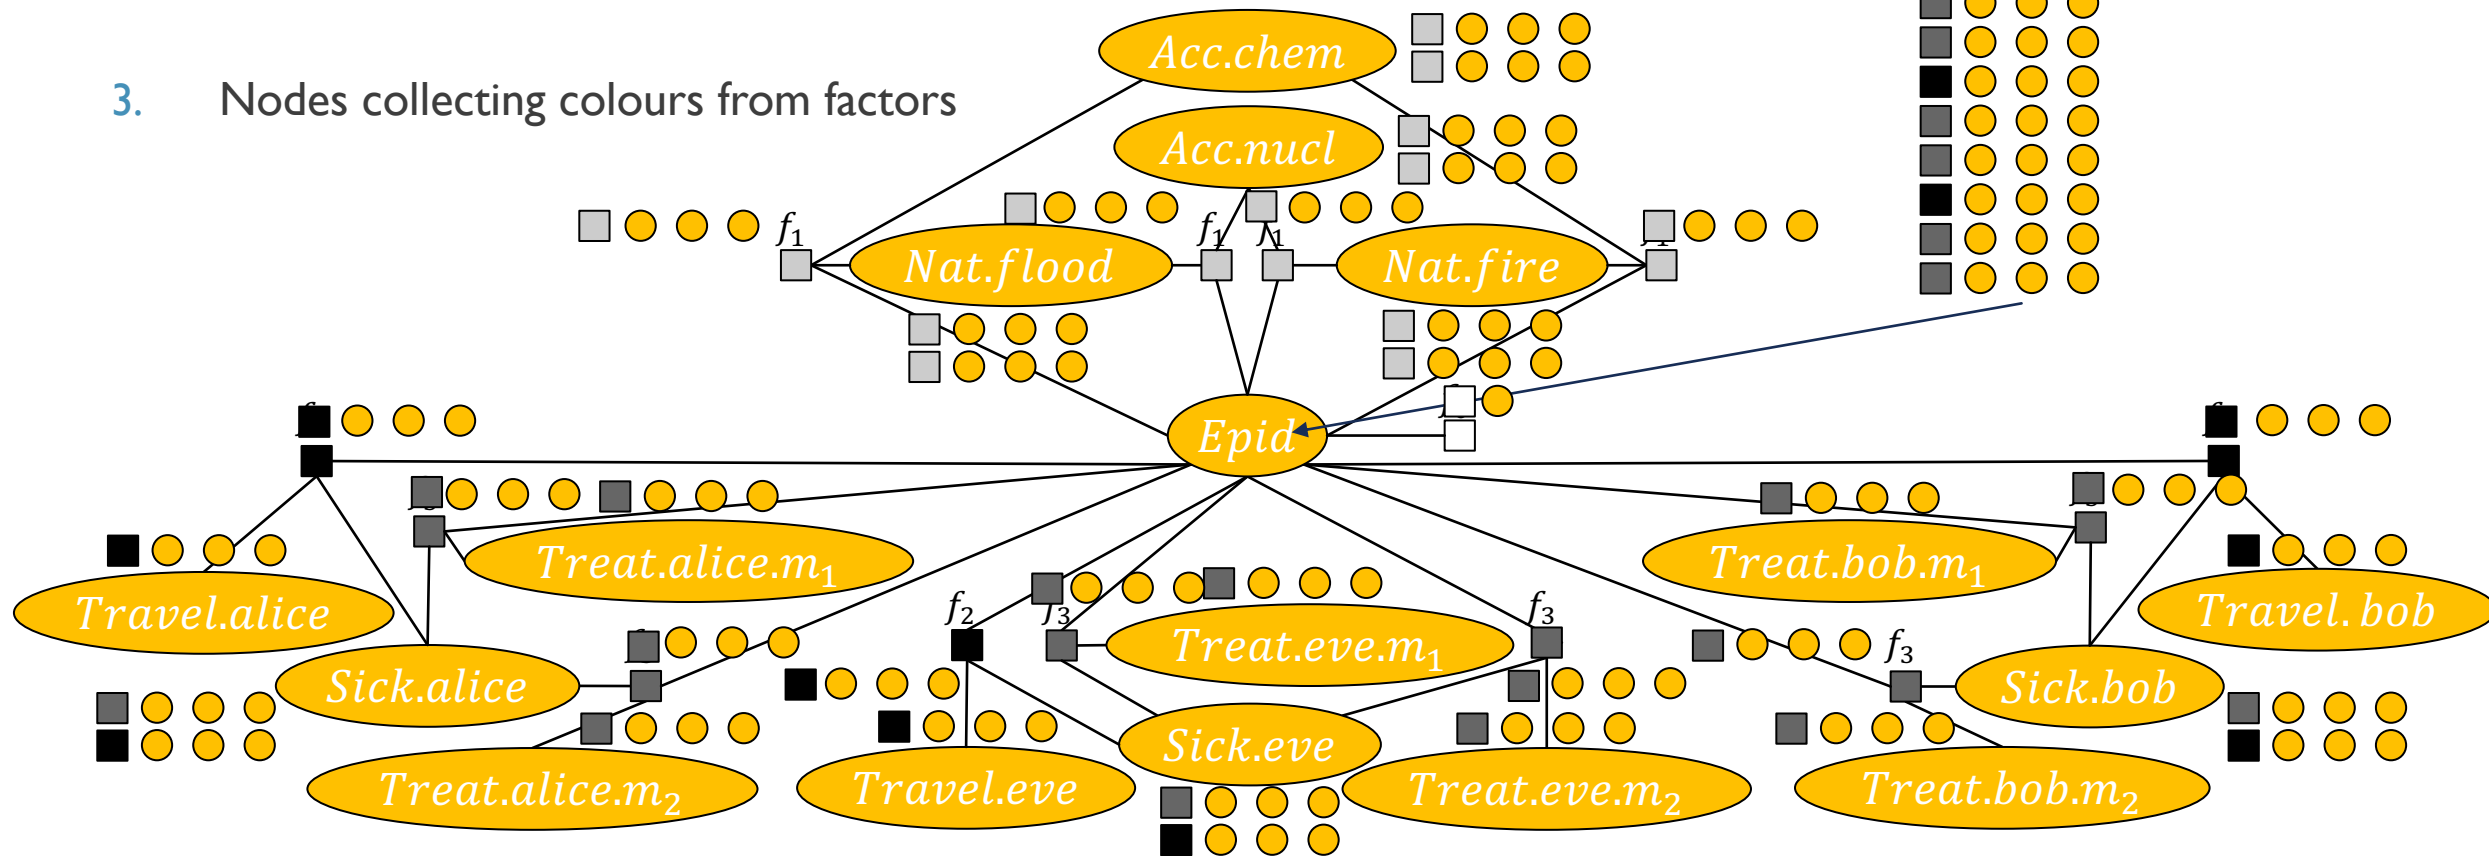 Acc.chem
3. Nodes collecting colours from factors
Acc.nucl
f₁
Nat.flood
f₁
f₁
Nat.fire
Epid
Treat.alice.m₁
Treat.bob.m₁
Travel.alice
f₂
f₃
Treat.eve.m₁
f₃
Travel.bob
Sick.alice
f₃
Sick.bob
Sick.eve
Treat.alice.m₂
Travel.eve
Treat.eve.m₂
Treat.bob.m₂